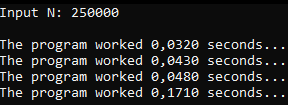 Input N: 250000
The program worked 0,0320 seconds...
The program worked 0,0430 seconds...
The program worked 0,0480 seconds...
The program worked 0,1710 seconds...